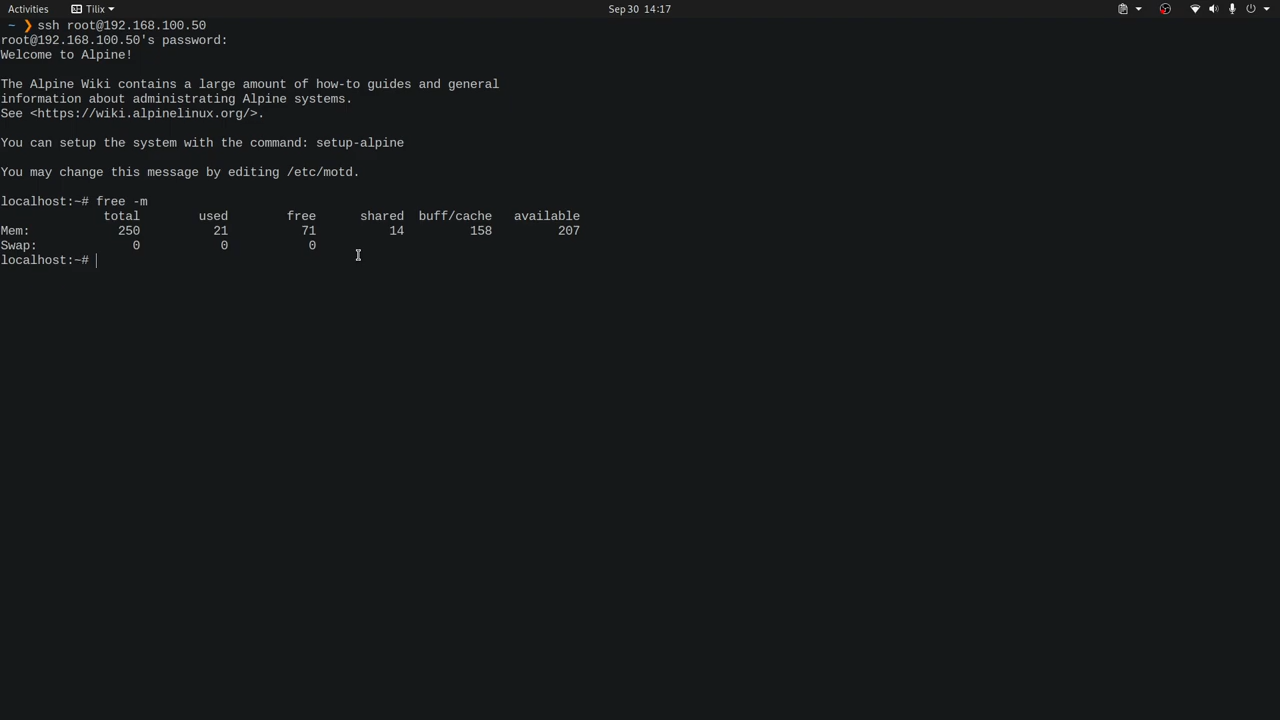 Activities Tilix Sep 30 14:17
~ ❯ ssh root@192.168.100.50
root@192.168.100.50's password:
Welcome to Alpine!
The Alpine Wiki contains a large amount of how-to guides and general
information about administrating Alpine systems.
See <https://wiki.alpinelinux.org/>.
You can setup the system with the command: setup-alpine
You may change this message by editing /etc/motd.
localhost:~# free -m
total used free shared buff/cache available
Mem: 250 21 71 14 158 207
Swap: 0 0 0
localhost:~#